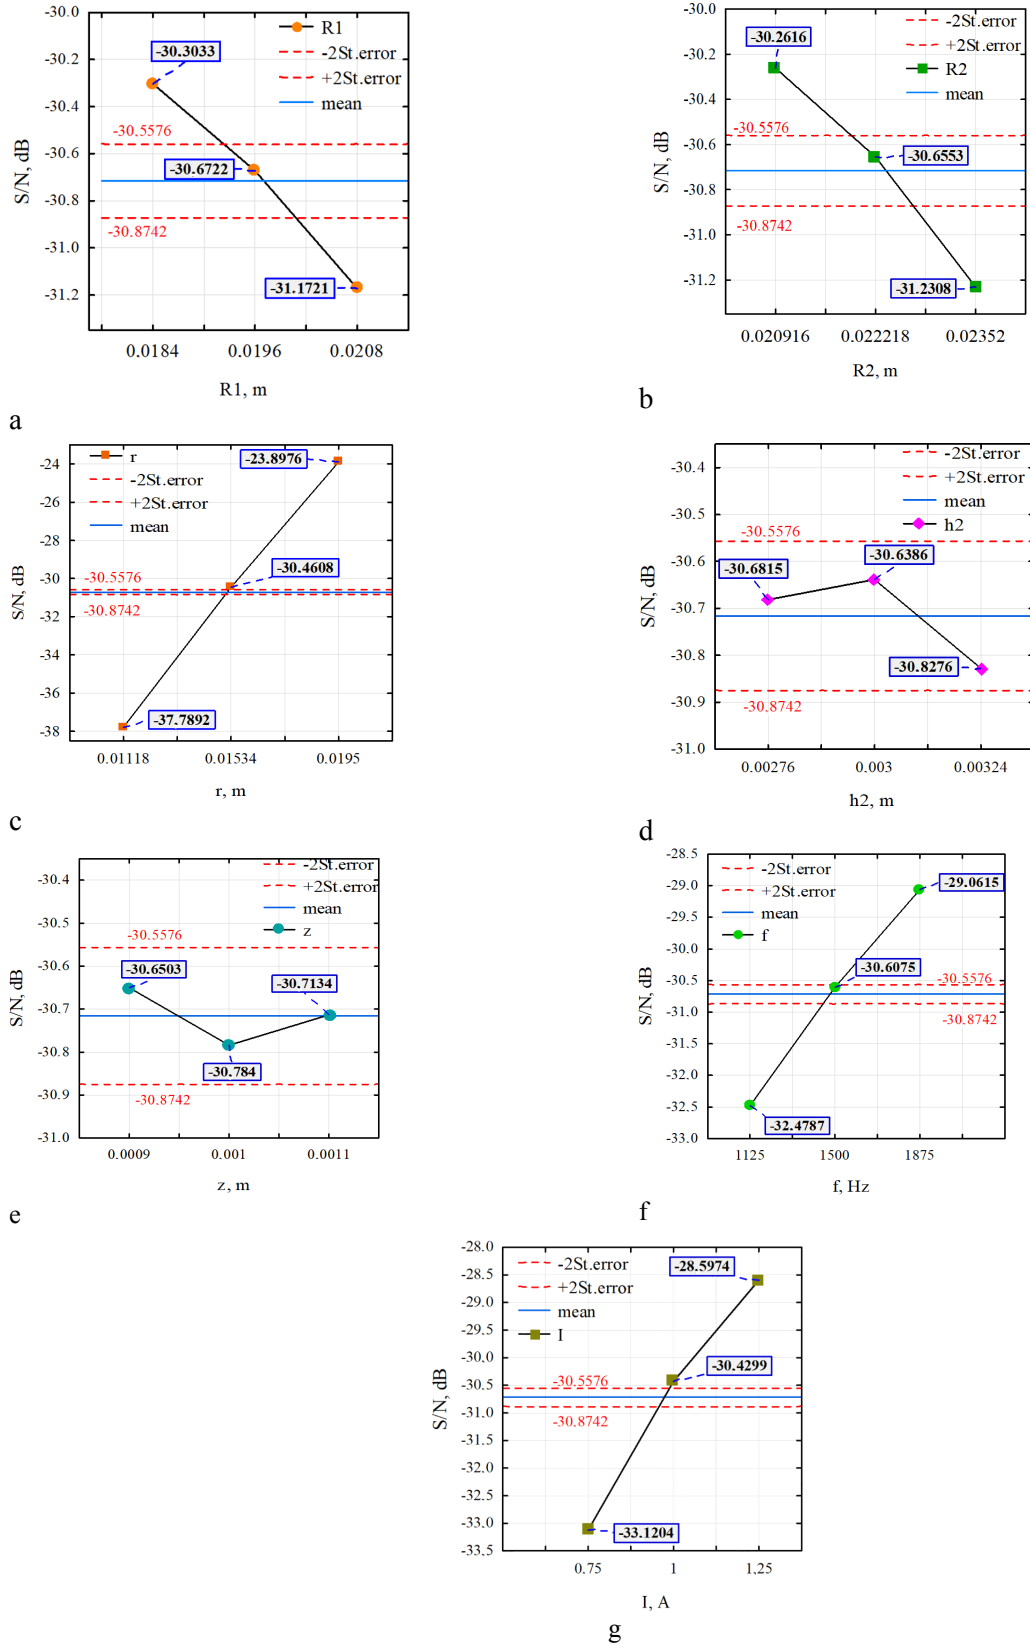 -30.0
-30.2
-30.4
-30.6
-30.8
-31.0
-31.2
S/N, dB
R1
-2St.error
+2St.error
mean
-30.3033
-30.5576
-30.6722
-30.8742
-31.1721
0.0184 0.0196 0.0208
R1, m
a
-30.0
-30.2
-30.4
-30.6
-30.8
-31.0
-31.2
S/N, dB
-2St.error
+2St.error
R2
mean
-30.2616
-30.5576
-30.6553
-30.8742
-31.2308
0.020916 0.022218 0.02352
R2, m
b
-24
-26
-28
-30
-32
-34
-36
-38
S/N, dB
r
-2St.error
+2St.error
mean
-23.8976
-30.5576
-30.4608
-30.8742
-37.7892
0.01118 0.01534 0.0195
r, m
c
-30.4
-30.5
-30.6
-30.7
-30.8
-30.9
-31.0
S/N, dB
-2St.error
+2St.error
mean
h2
-30.5576
-30.6815
-30.6386
-30.8276
-30.8742
0.00276 0.003 0.00324
h2, m
d
-30.4
-30.5
-30.6
-30.7
-30.8
-30.9
-31.0
S/N, dB
-2St.error
+2St.error
mean
z
-30.5576
-30.6503
-30.7134
-30.784
-30.8742
0.0009 0.001 0.0011
z, m
e
-28.5
-29.0
-29.5
-30.0
-30.5
-31.0
-31.5
-32.0
-32.5
-33.0
S/N, dB
-2St.error
+2St.error
mean
f
-29.0615
-30.6075
-30.5576
-30.8742
-32.4787
1125 1500 1875
f, Hz
f
-28.0
-28.5
-29.0
-29.5
-30.0
-30.5
-31.0
-31.5
-32.0
-32.5
-33.0
-33.5
S/N, dB
-2St.error
+2St.error
mean
I
-28.5974
-30.4299
-30.5576
-30.8742
-33.1204
0.75 1 1,25
I, A
g